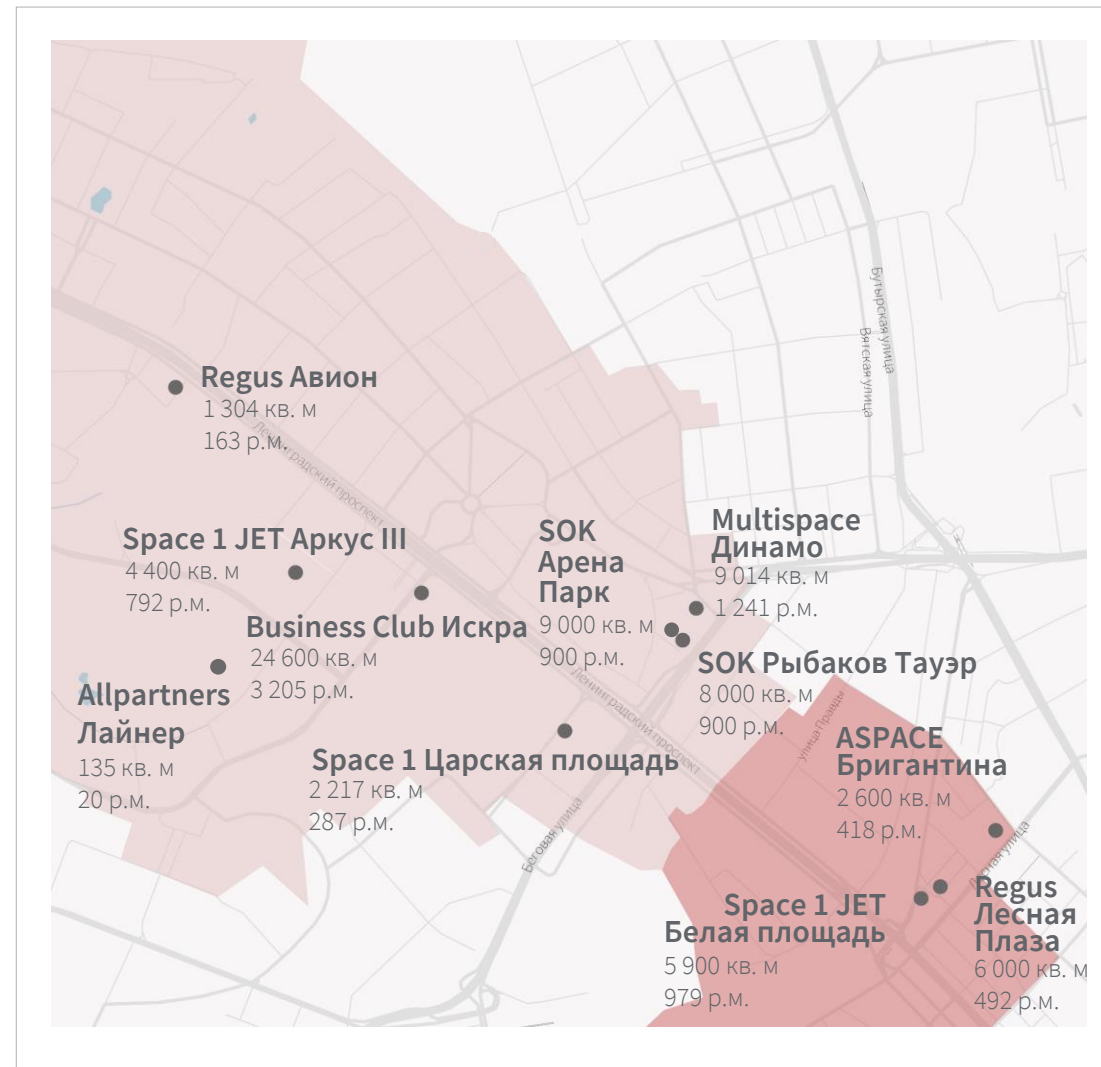 Бутырская улица
Вятская улица
Regus Авион
1 304 кв. м
163 р.м.
Ленинградский проспект
Space 1 JET Аркус III
4 400 кв. м
792 р.м.
SOK
Арена
Парк
9 000 кв. м
900 р.м.
Multispace
Динамо
9 014 кв. м
1 241 р.м.
Business Club Искра
24 600 кв. м
3 205 р.м.
Allpartners
Лайнер
135 кв. м
20 р.м.
SOK Рыбаков Тауэр
8 000 кв. м
900 р.м.
Ленинградский проспект
улица Правды
Space 1 Царская площадь
2 217 кв. м
287 р.м.
ASPACE
Бригантина
2 600 кв. м
418 р.м.
Беговая улица
Лесная улица
Space 1 JET
Белая площадь
5 900 кв. м
979 р.м.
Regus
Лесная
Плаза
6 000 кв. м
492 р.м.